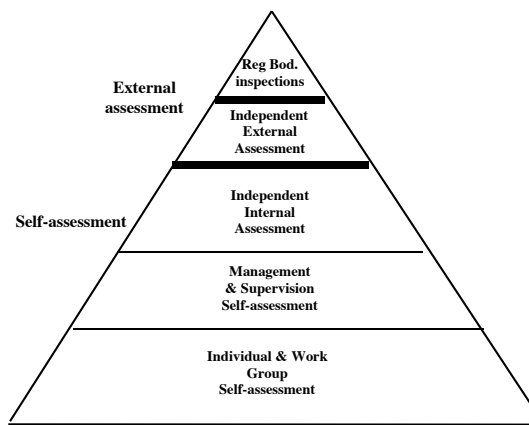 Reg Bod.
inspections
External
assessment
Independent
External
Assessment
Self-assessment
Independent
Internal
Assessment
Management
& Supervision
Self-assessment
Individual & Work
Group
Self-assessment